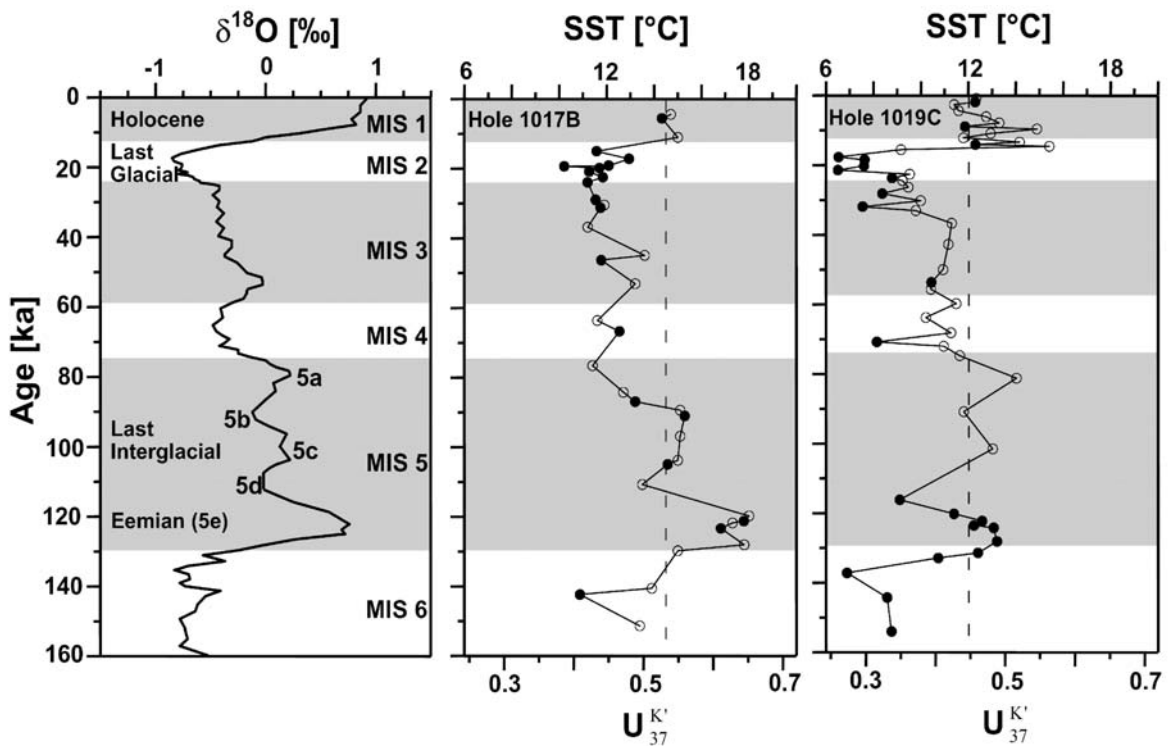 δ18O [‰]
-1 0 1
SST [°C]
6 12 18
SST [°C]
6 12 18
Age [ka]
0
20
40
60
80
100
120
140
160
Holocene
MIS 1
Last
Glacial
MIS 2
MIS 3
MIS 4
5a
5b
Last
Interglacial
5c
MIS 5
5d
Eemian (5e)
MIS 6
Hole 1017B
Hole 1019C
0.3 0.5 0.7
U37K'
0.3 0.5 0.7
U37K'